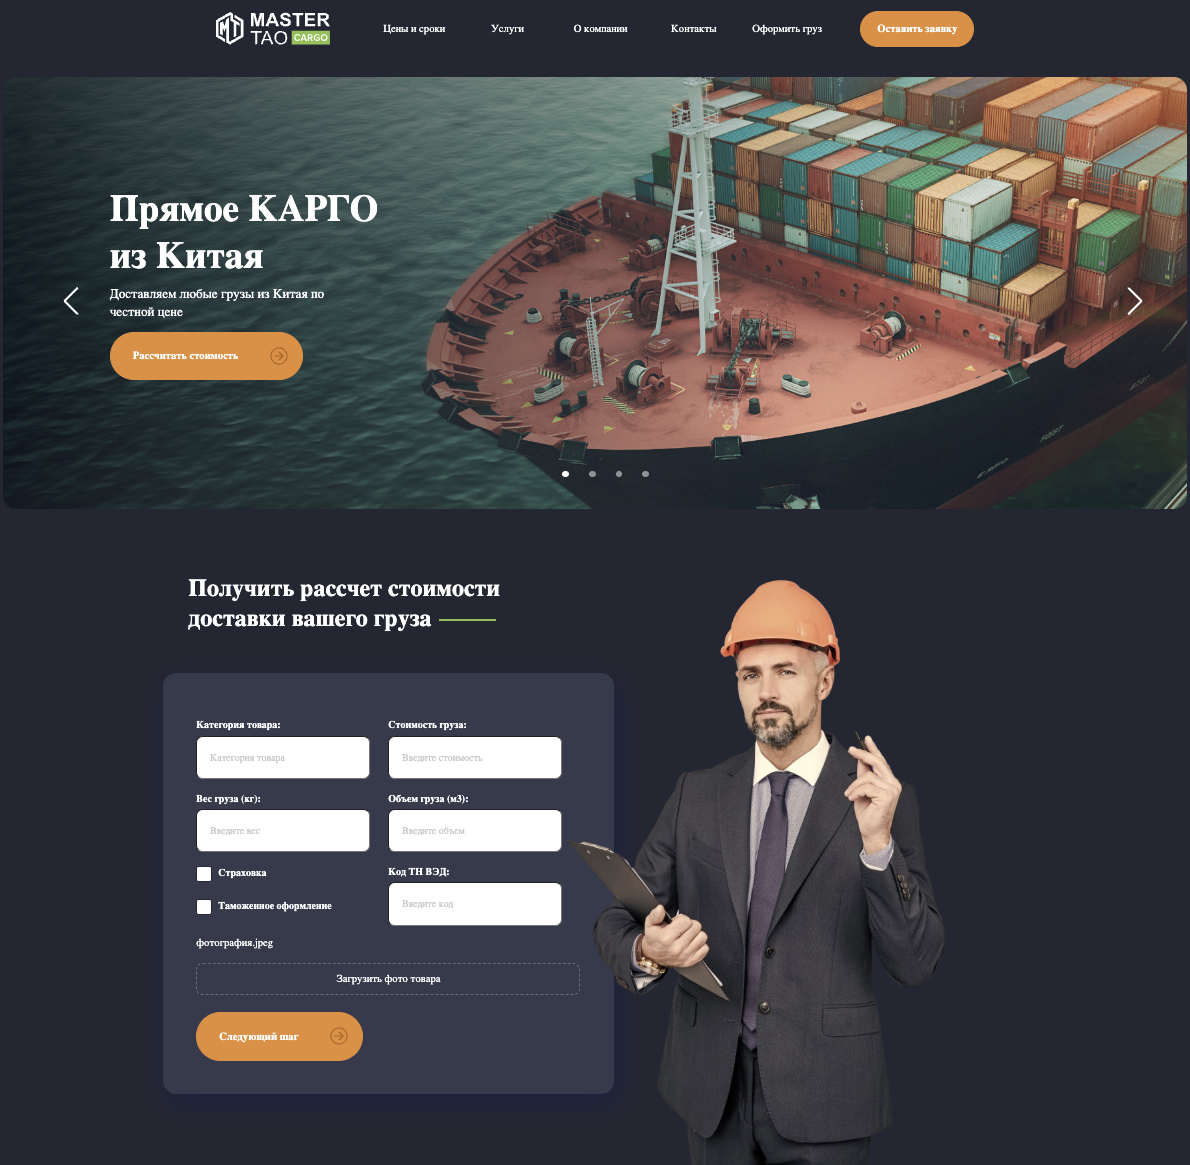 MASTER
TAO CARGO
Цены и сроки
Услуги
О компании
Контакты
Оформить груз
Оставить заявку
Прямое КАРГО
из Китая
Доставляем любые грузы из Китая по
честной цене
Рассчитать стоимость
Получить рассчет стоимости
доставки вашего груза
Категория товара:
Стоимость груза:
Категория товара
Введите стоимость
Вес груза (кг):
Объем груза (м3):
Введите вес
Введите объем
Страховка
Код ТН ВЭД:
Таможенное оформление
Введите код
фотография.jpeg
Загрузить фото товара
Следующий шаг